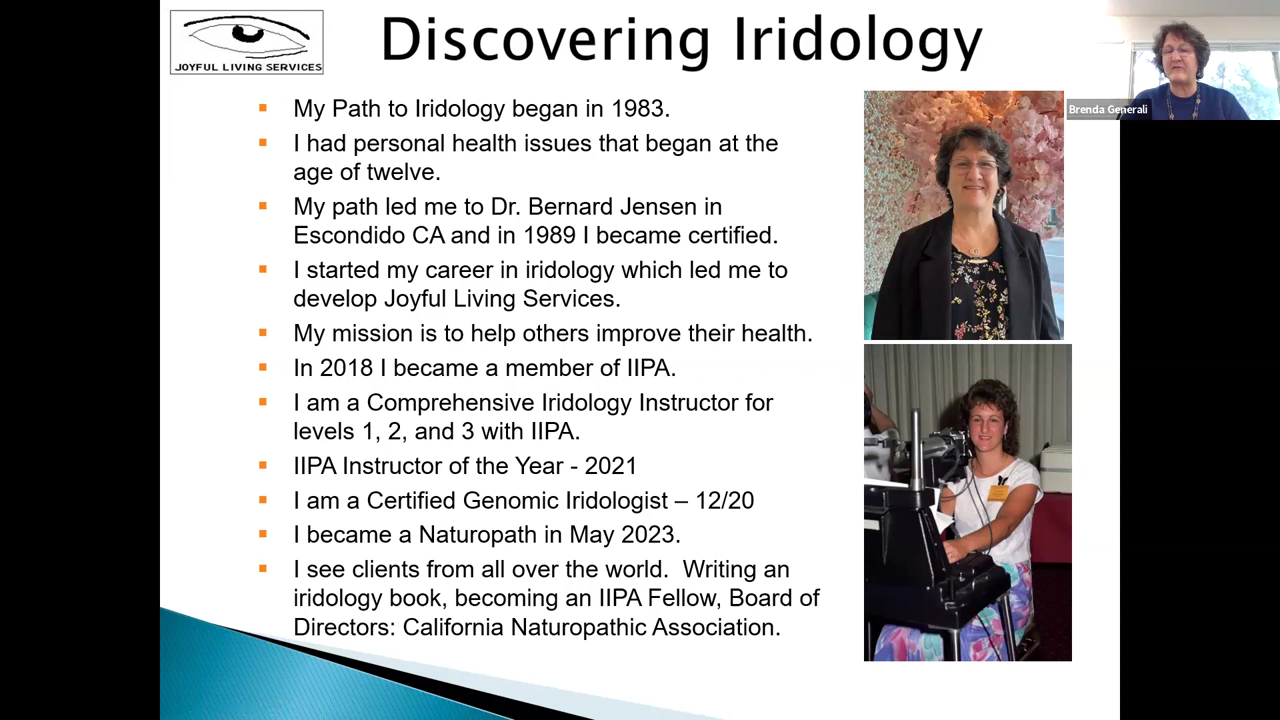 Discovering Iridology
JOYFUL LIVING SERVICES
Brenda Generali
▪ My Path to Iridology began in 1983.
▪ I had personal health issues that began at the
age of twelve.
▪ My path led me to Dr. Bernard Jensen in
Escondido CA and in 1989 I became certified.
▪ I started my career in iridology which led me to
develop Joyful Living Services.
▪ My mission is to help others improve their health.
▪ In 2018 I became a member of IIPA.
▪ I am a Comprehensive Iridology Instructor for
levels 1, 2, and 3 with IIPA.
▪ IIPA Instructor of the Year - 2021
▪ I am a Certified Genomic Iridologist – 12/20
▪ I became a Naturopath in May 2023.
▪ I see clients from all over the world.  Writing an
iridology book, becoming an IIPA Fellow, Board of
Directors: California Naturopathic Association.